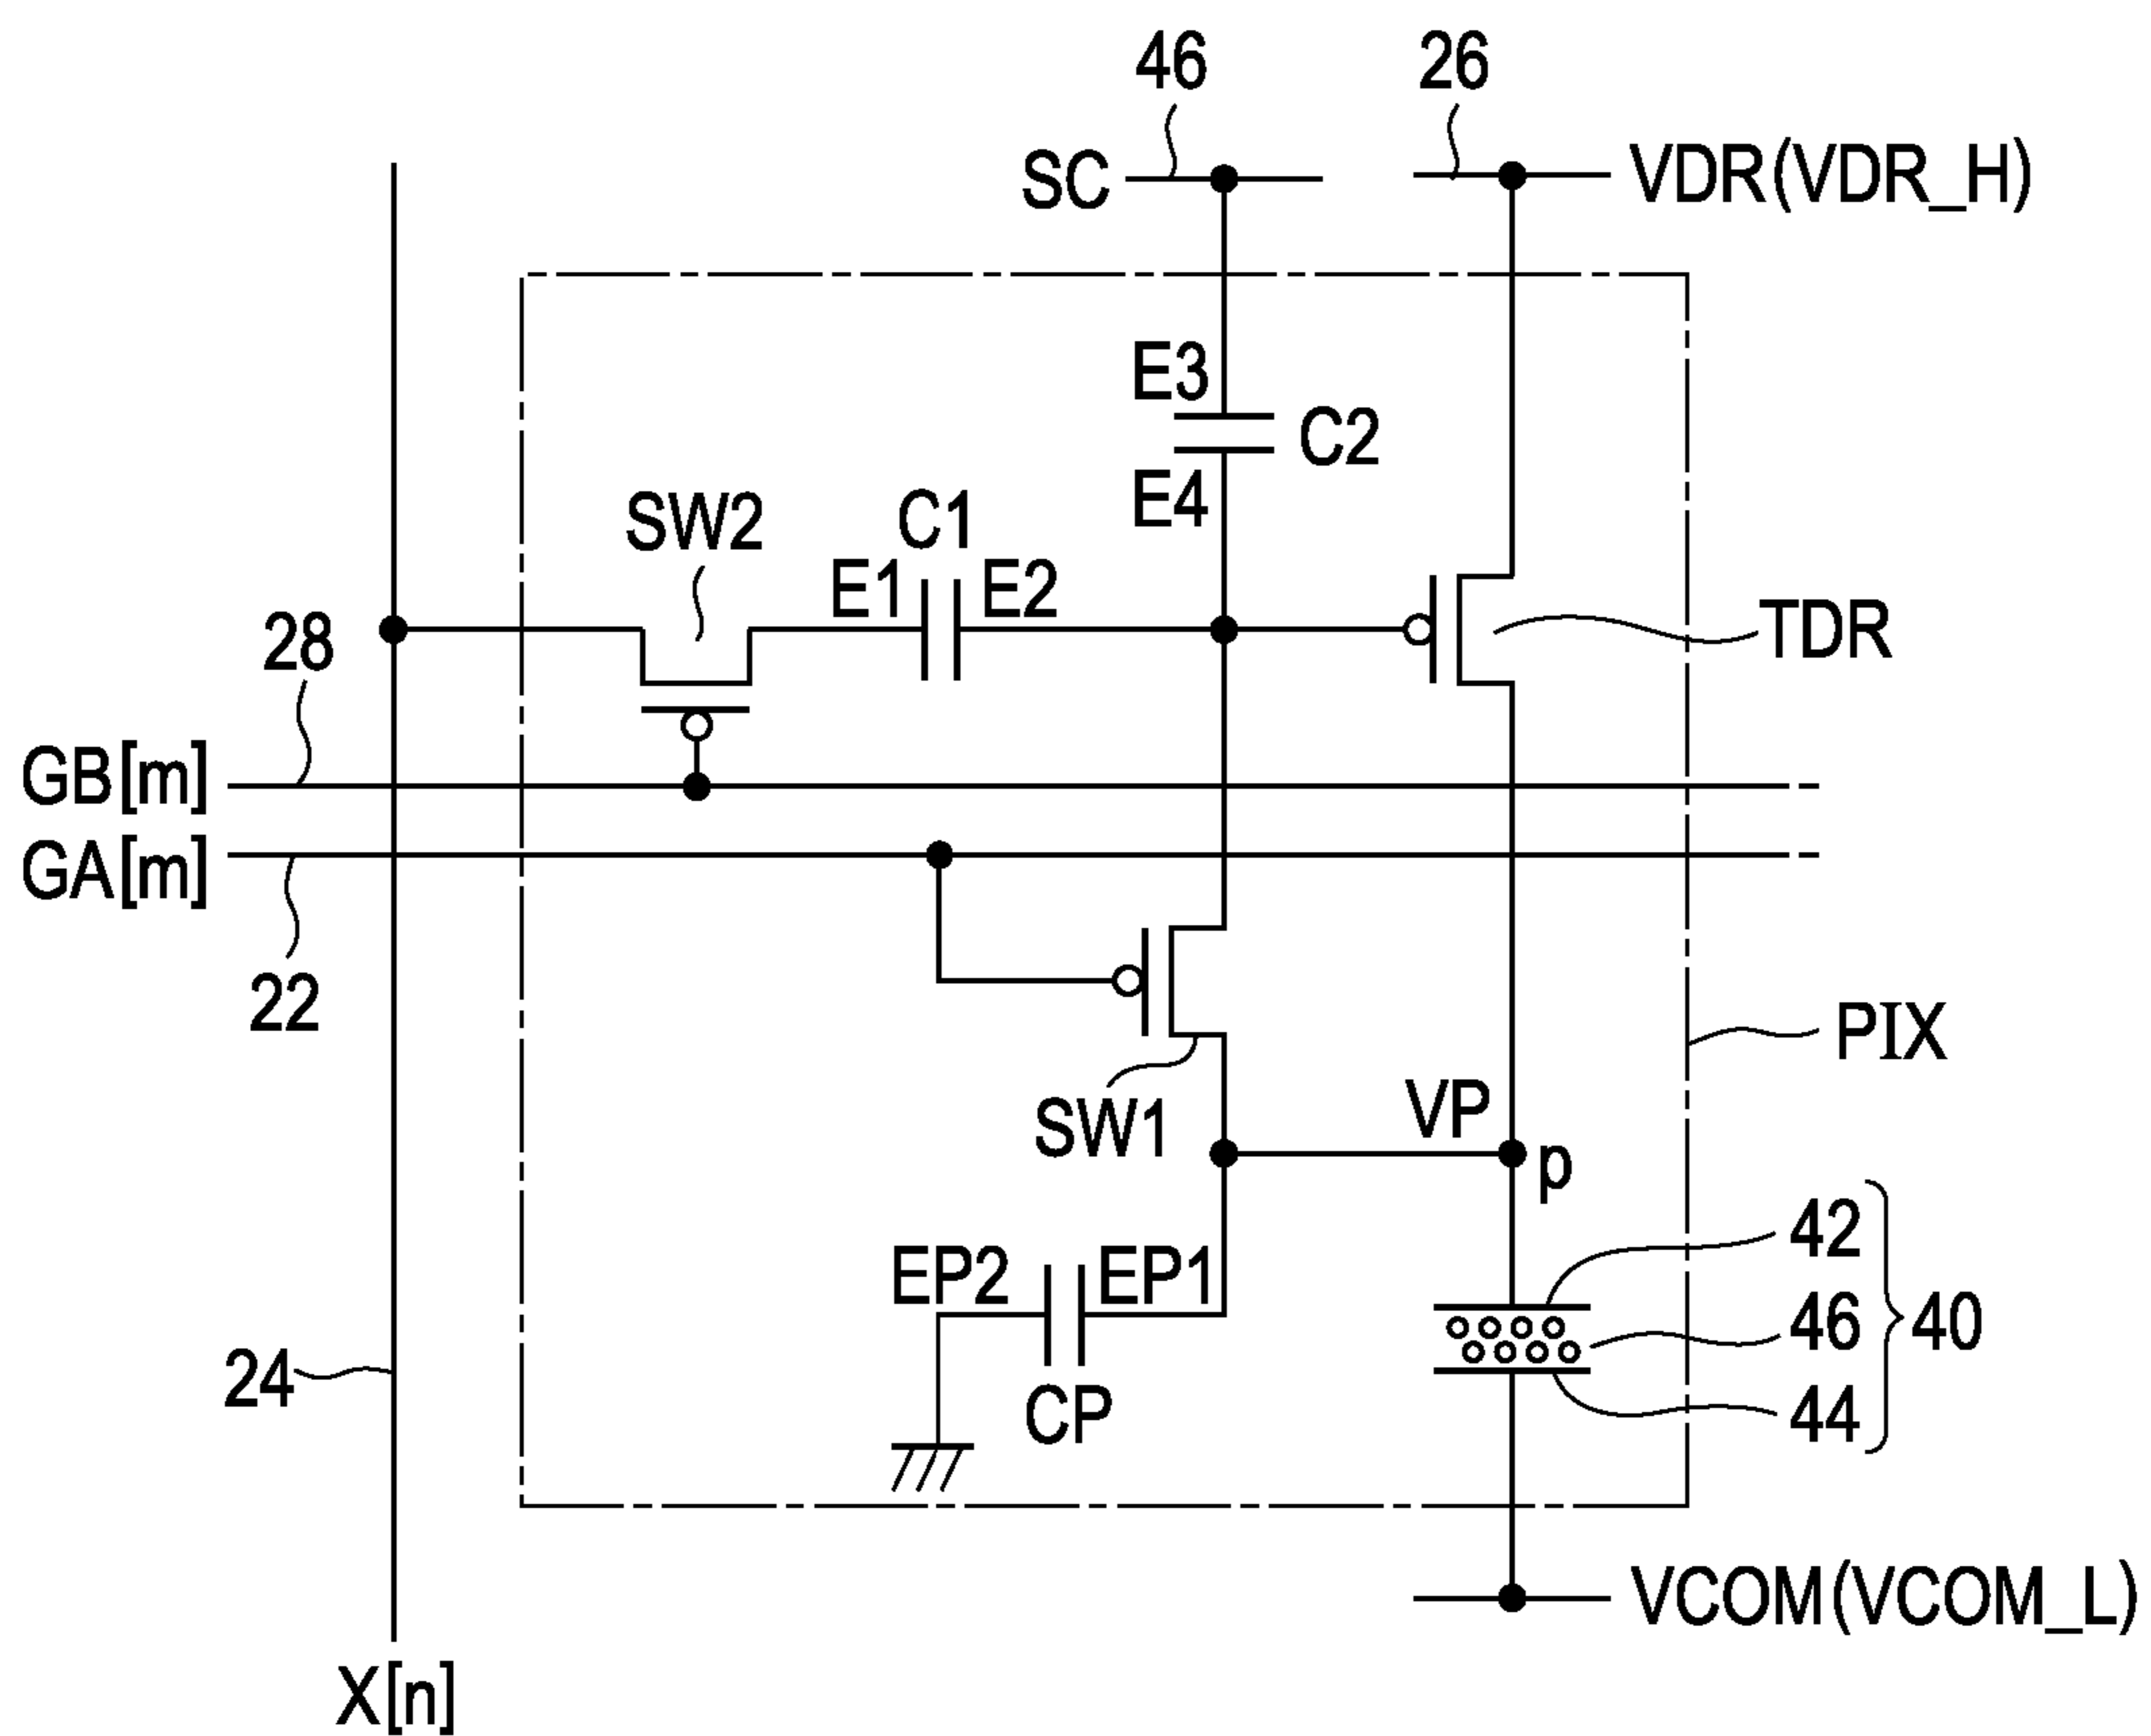 46
26
SC
VDR(VDR_H)
E3
C2
E4
SW2
C1
E1
E2
28
TDR
GB[m]
GA[m]
22
PIX
SW1
VP
p
42
EP2
EP1
46
40
24
CP
44
VCOM(VCOM_L)
X[n]